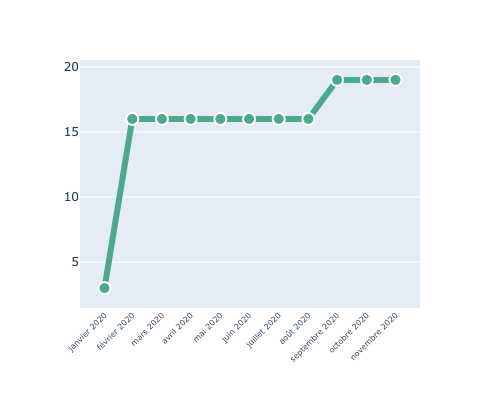 20
15
10
5
janvier 2020
février 2020
mars 2020
avril 2020
mai 2020
juin 2020
juillet 2020
août 2020
septembre 2020
octobre 2020
novembre 2020